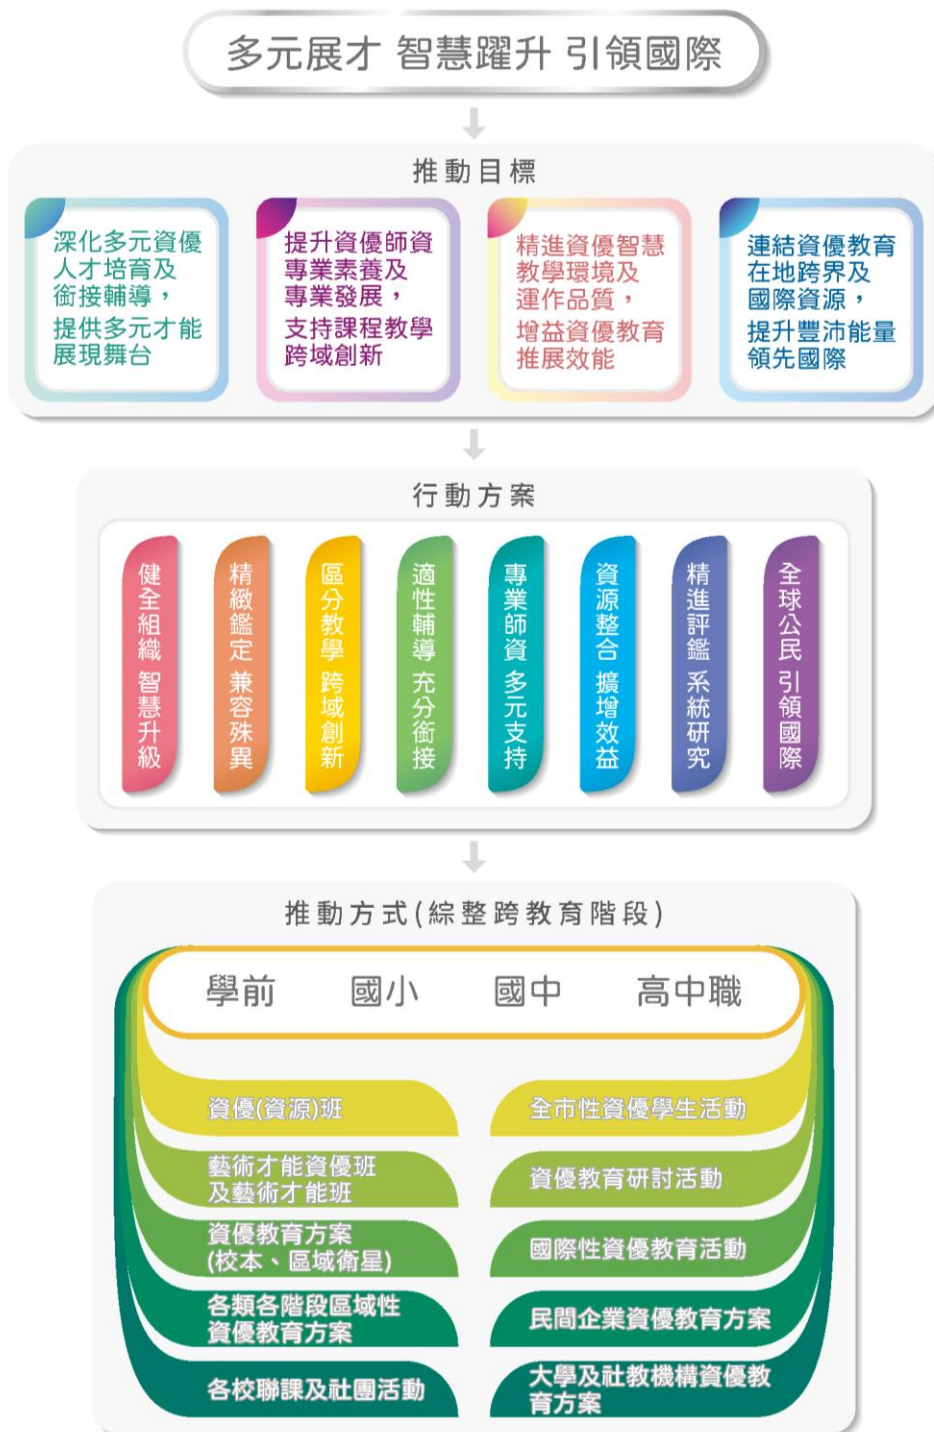 多元展才 智慧躍升 引領國際
推動目標
深化多元資優
人才培育及
銜接輔導，
提供多元才能
展現舞台
提升資優師資
專業素養及
專業發展，
支持課程教學
跨域創新
精進資優智慧
教學環境及
運作品質，
增益資優教育
推展效能
連結資優教育
在地跨界及
國際資源，
提升豐沛能量
領先國際
行動方案
健全組織 智慧升級
精緻鑑定 兼容殊異
區分教學 跨域創新
適性輔導 充分銜接
專業師資 多元支持
資源整合 擴增效益
精進評鑑 系統研究
全球公民 引領國際
推動方式(綜整跨教育階段)
學前 國小 國中 高中職
資優(資源)班
藝術才能資優班
及藝術才能班
資優教育方案
(校本、區域衛星)
各類各階段區域性
資優教育方案
各校聯課及社團活動
全市性資優學生活動
資優教育研討活動
國際性資優教育活動
民間企業資優教育方案
大學及社教機構資優教
育方案